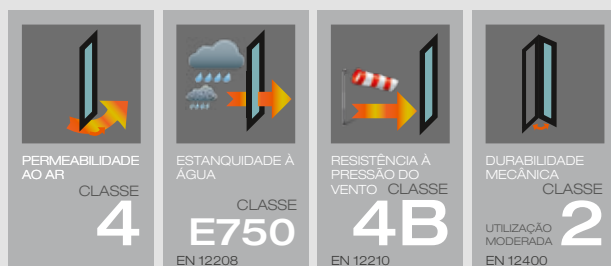 PERMEABILIDADE
AO AR
CLASSE
4
ESTANQUIDADE À
ÁGUA
CLASSE
E750
EN 12208
RESISTÊNCIA À
PRESSÃO DO
VENTO CLASSE
4B
EN 12210
DURABILIDADE
MECÂNICA
CLASSE
UTILIZAÇÃO
MODERADA 2
EN 12400